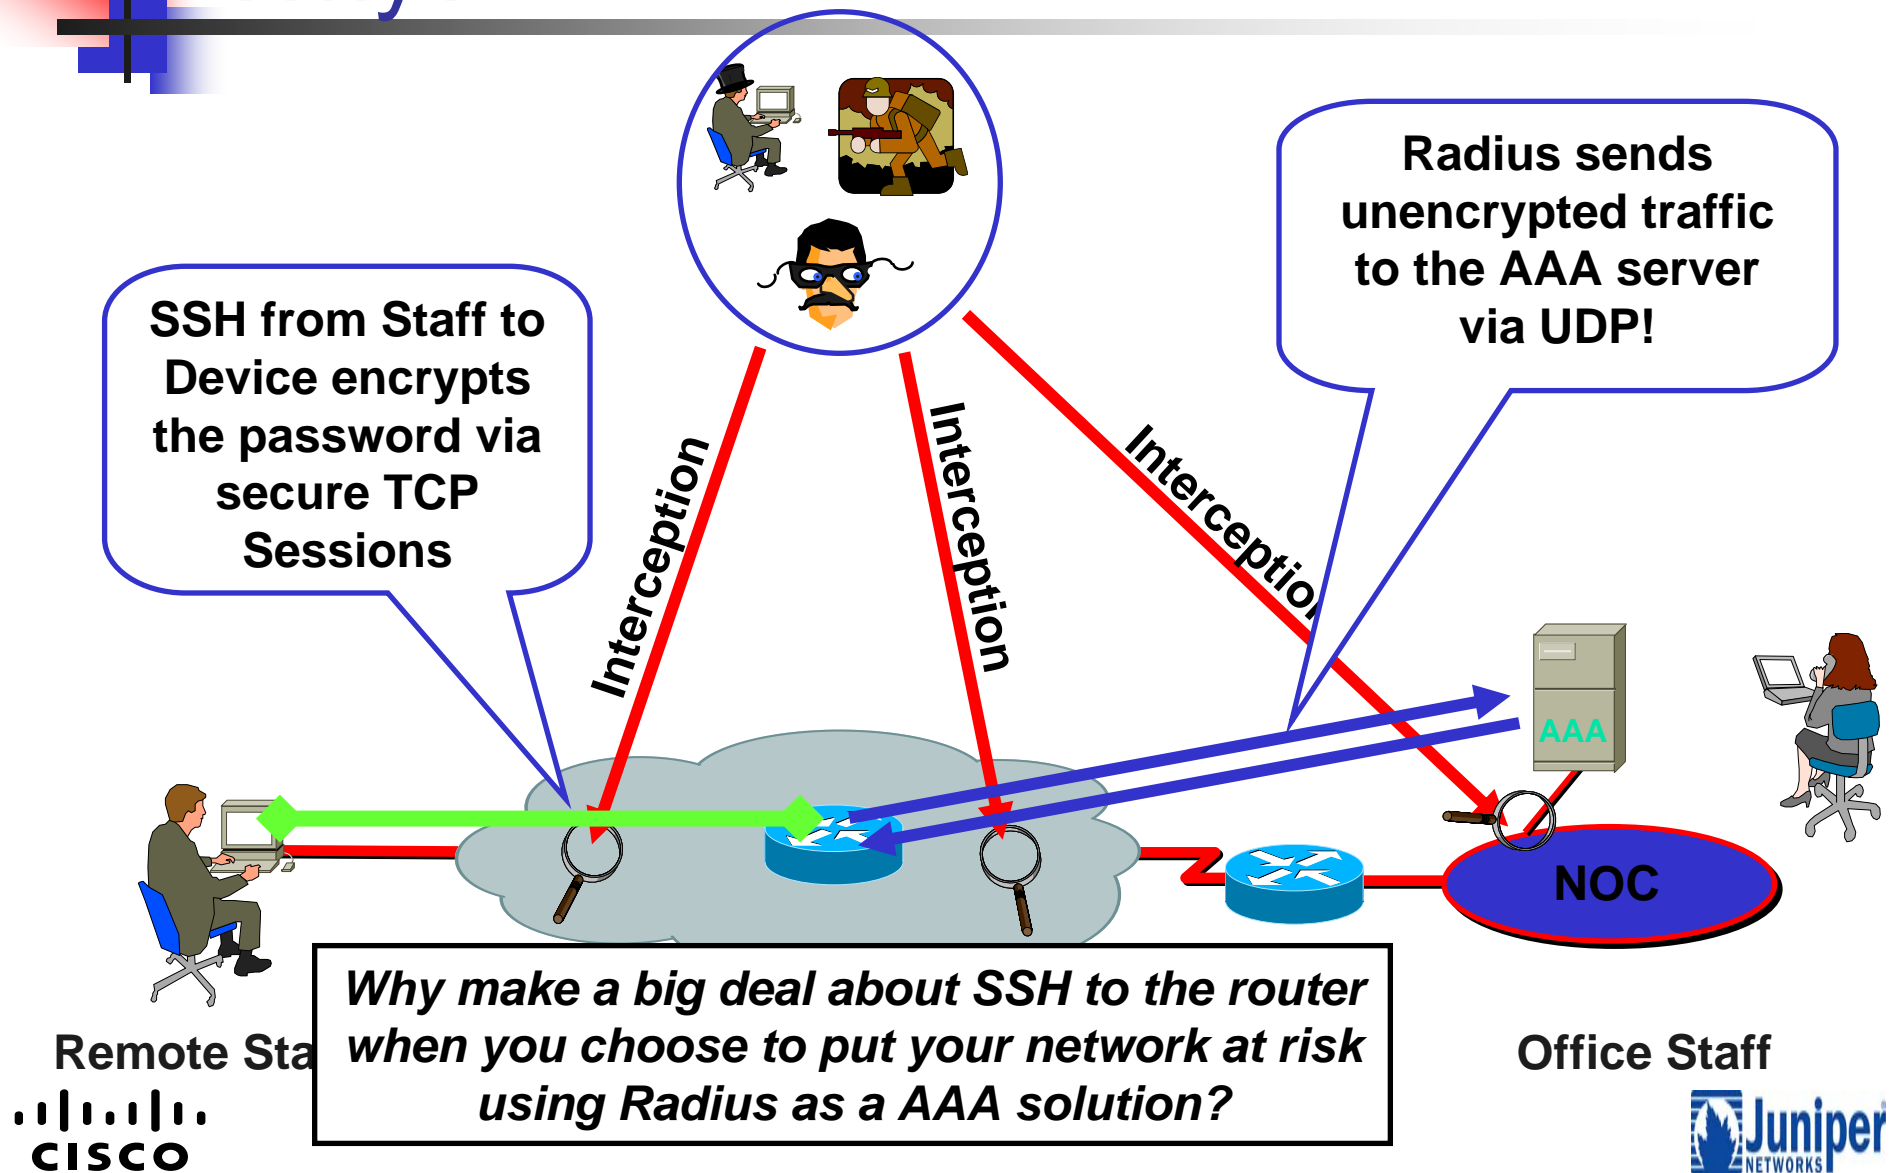 SSH from Staff to
Device encrypts
the password via
secure TCP
Sessions
Radius sends
unencrypted traffic
to the AAA server
via UDP!
Interception
Interception
Interception
AAA
NOC
Remote Sta
Office Staff
Why make a big deal about SSH to the router
when you choose to put your network at risk
using Radius as a AAA solution?
CISCO
Juniper
NETWORKS